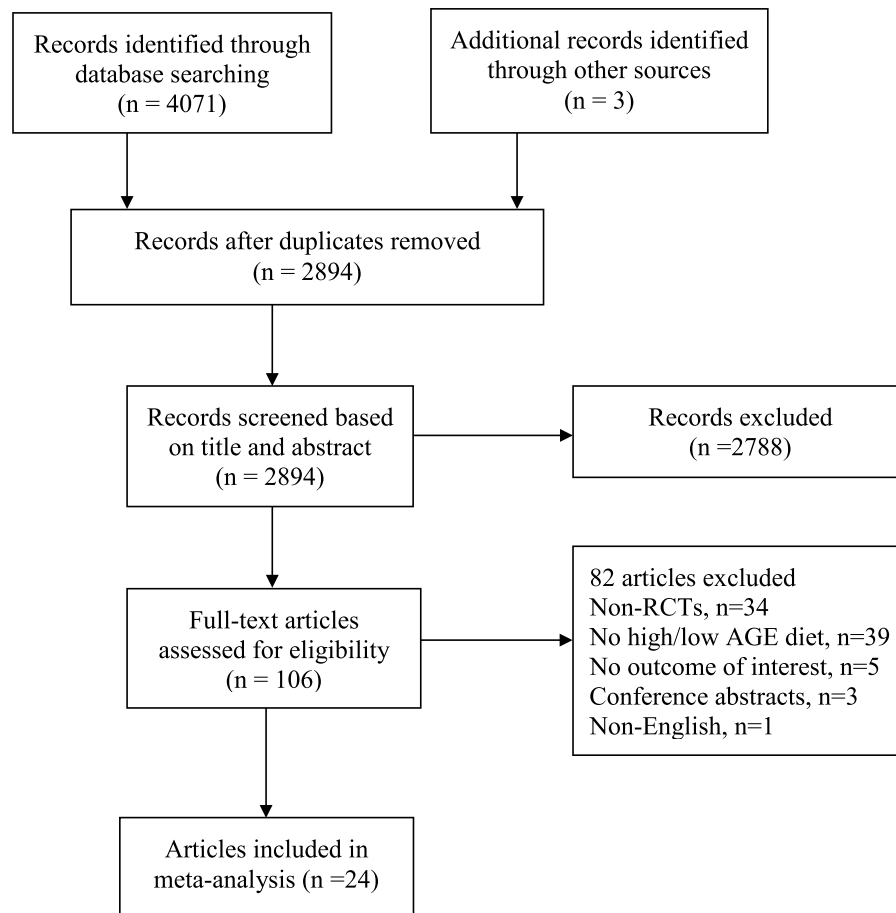 Records identified through
database searching
(n = 4071)
Additional records identified
through other sources
(n = 3)
Records after duplicates removed
(n = 2894)
Records screened based
on title and abstract
(n = 2894)
Records excluded
(n =2788)
Full-text articles
assessed for eligibility
(n = 106)
82 articles excluded
Non-RCTs, n=34
No high/low AGE diet, n=39
No outcome of interest, n=5
Conference abstracts, n=3
Non-English, n=1
Articles included in
meta-analysis (n =24)